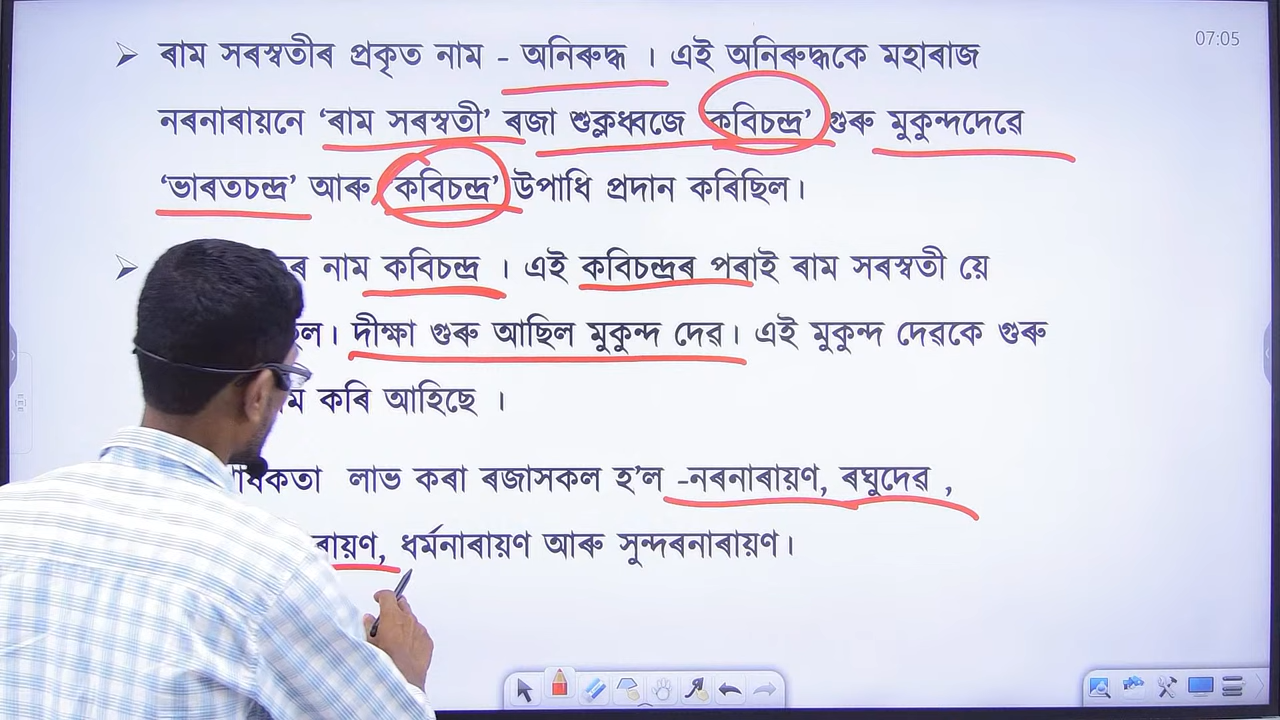 07:05
➢ ৰাম সৰস্বতীৰ প্ৰকৃত নাম - অনিৰুদ্ধ । এই অনিৰুদ্ধকে মহাৰাজ
নৰনাৰায়নে ‘ৰাম সৰস্বতী’ ৰজা শুক্লধ্বজে কবিচন্দ্ৰ’ গুৰু মুকুন্দদেৱে
‘ভাৰতচন্দ্ৰ’ আৰু কবিচন্দ্ৰ’ উপাধি প্ৰদান কৰিছিল।
➢ নাম কবিচন্দ্ৰ । এই কবিচন্দ্ৰৰ পৰাই ৰাম সৰস্বতী য়ে
দীক্ষা গুৰু আছিল মুকুন্দ দেৱ। এই মুকুন্দ দেৱকে গুৰু
কৰি আহিছে ।
লাভ কৰা ৰজাসকল হ’ল -নৰনাৰায়ণ, ৰঘুদেৱ ,
ধৰ্মনাৰায়ণ আৰু সুন্দৰনাৰায়ণ।